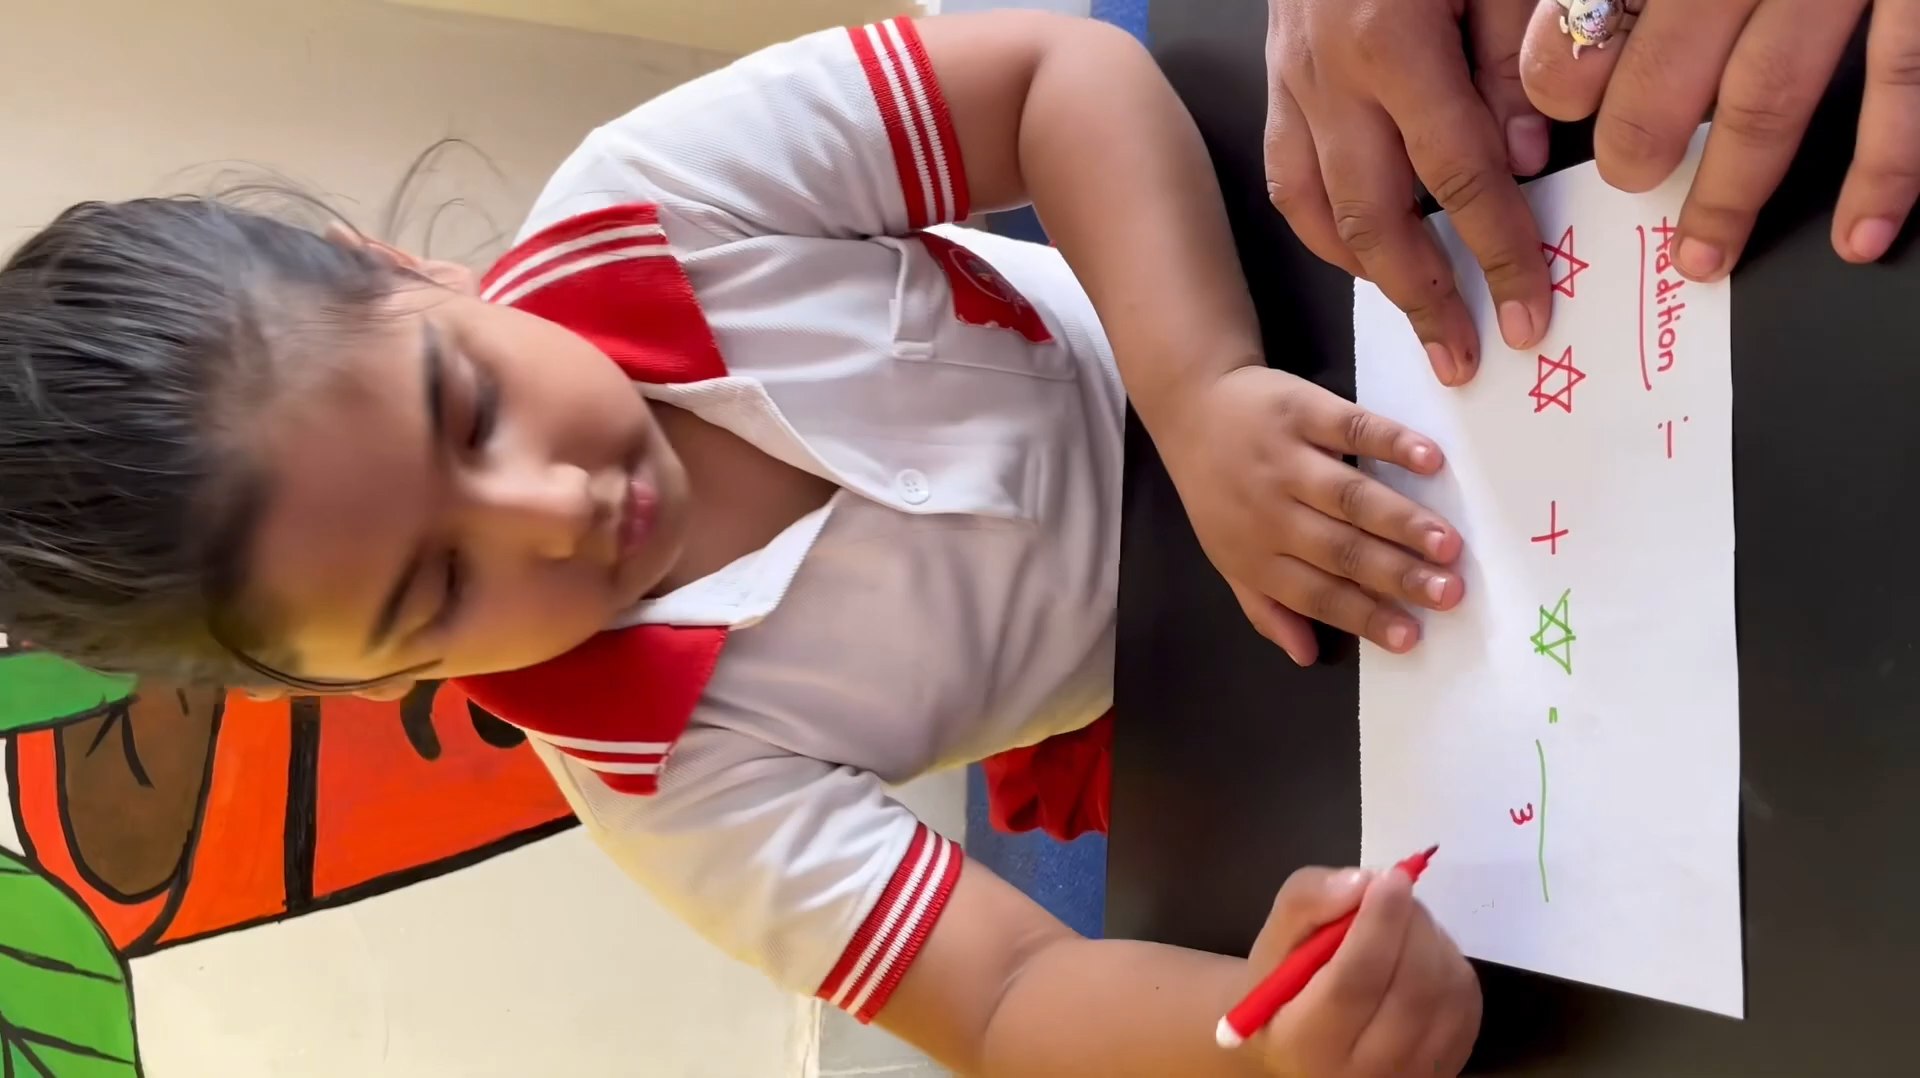 Addition :-
+ =
3